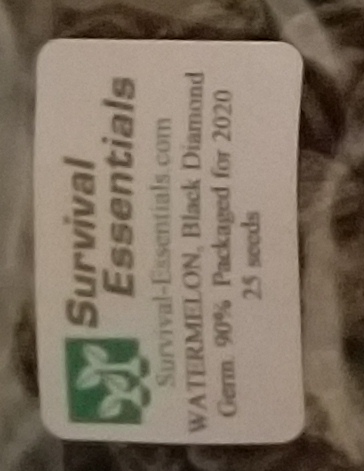 Survival
Essentials
Survival-Essentials.com
WATERMELON, Black Diamond
Germ. 90% Packaged for 2020
25 seeds